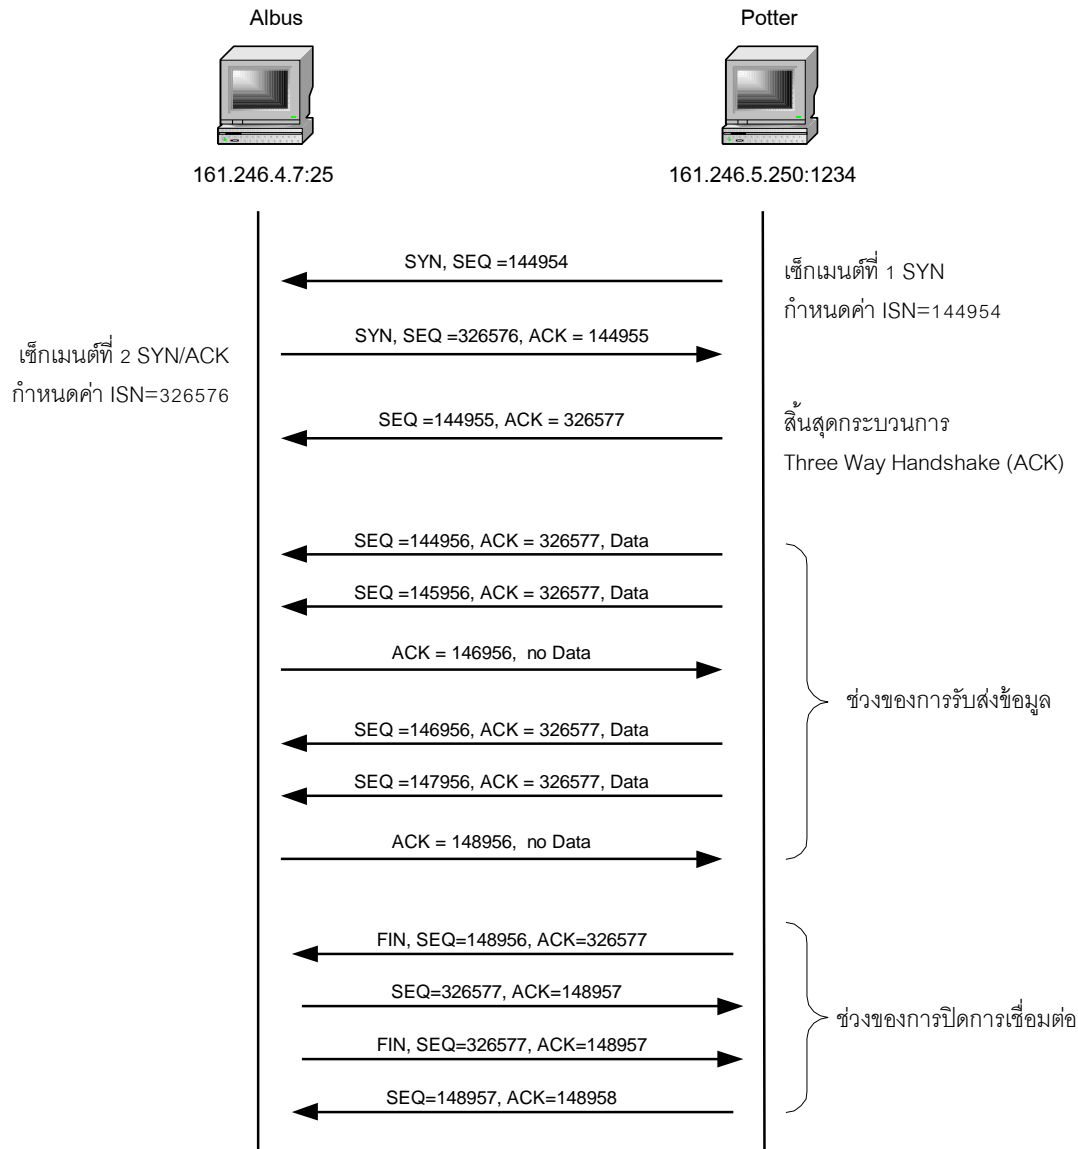 Albus
Potter
161.246.4.7:25
161.246.5.250:1234
SYN, SEQ =144954
เซ็กเมนต์ที่ 1 SYN
กำหนดค่า ISN=144954
SYN, SEQ =326576, ACK = 144955
เซ็กเมนต์ที่ 2 SYN/ACK
กำหนดค่า ISN=326576
SEQ =144955, ACK = 326577
สิ้นสุดกระบวนการ
Three Way Handshake (ACK)
SEQ =144956, ACK = 326577, Data
SEQ =145956, ACK = 326577, Data
ACK = 146956,  no Data
ช่วงของการรับส่งข้อมูล
SEQ =146956, ACK = 326577, Data
SEQ =147956, ACK = 326577, Data
ACK = 148956,  no Data
FIN, SEQ=148956, ACK=326577
SEQ=326577, ACK=148957
ช่วงของการปิดการเชื่อมต่อ
FIN, SEQ=326577, ACK=148957
SEQ=148957, ACK=148958